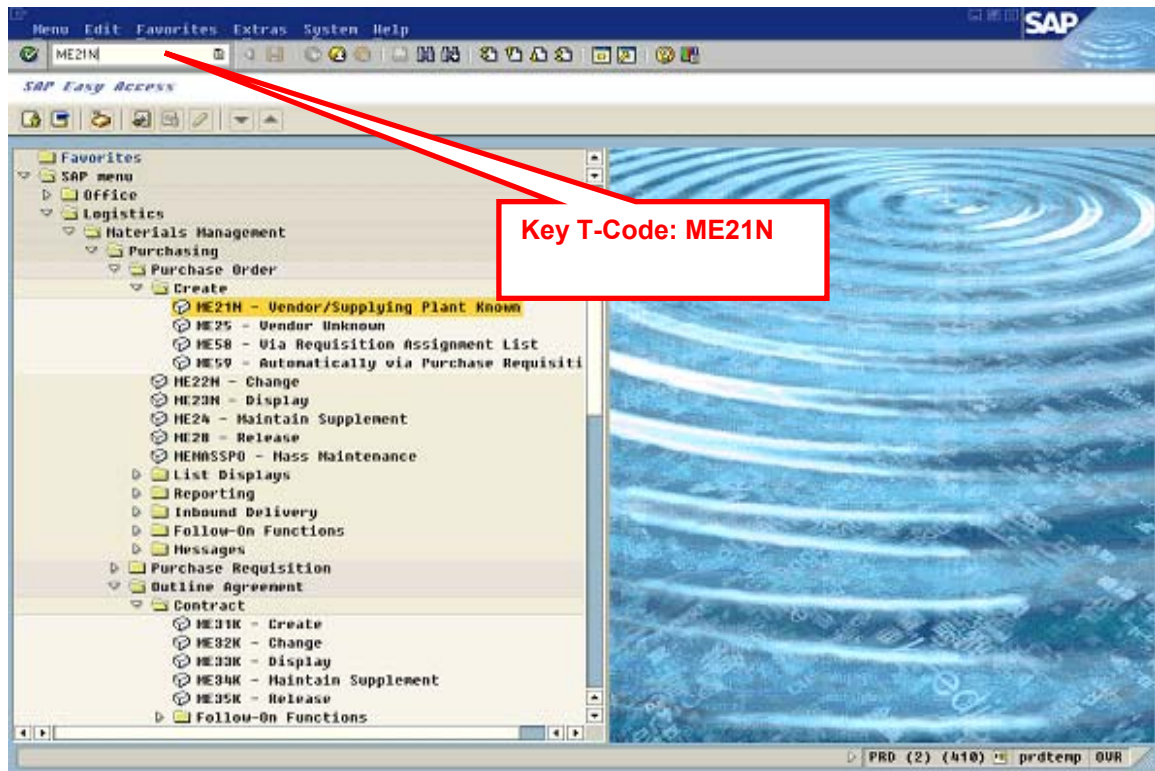 Menu Edit Favorites Extras System Help
SAP
ME21N
SAP Easy Access
Favorites
SAP menu
Office
Logistics
Materials Management
Purchasing
Purchase Order
Create
ME21N - Vendor/Supplying Plant Known
ME25 - Vendor Unknown
ME58 - Via Requisition Assignment List
ME59 - Automatically via Purchase Requisiti
ME22N - Change
ME23N - Display
ME24 - Maintain Supplement
ME28 - Release
MEMASSPO - Mass Maintenance
List Displays
Reporting
Inbound Delivery
Follow-On Functions
Messages
Purchase Requisition
Outline Agreement
Contract
ME31K - Create
ME32K - Change
ME33K - Display
ME34K - Maintain Supplement
ME35K - Release
Follow-On Functions
Key T-Code: ME21N
PRD (2) (410) prdtemp OVR